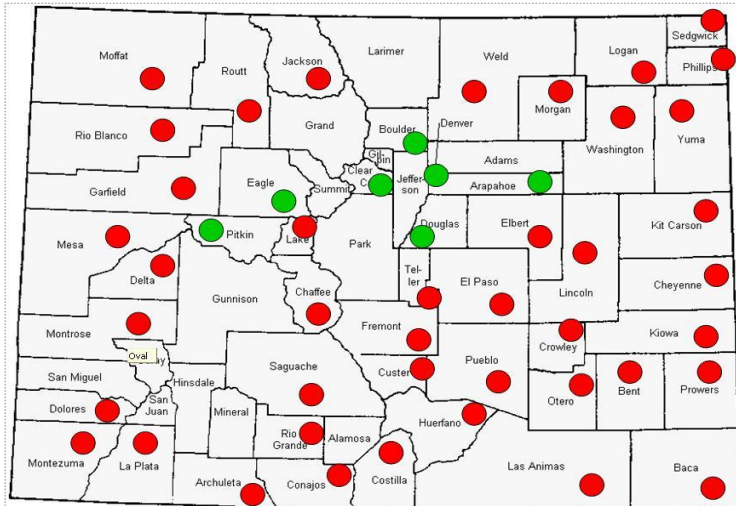 Sedgwick
Larimer
Moffat
Jackson
Logan
Weld
Routt
Phillips
Morgan
Grand
Boulder
Denver
Rio Blanco
Yuma
Washington
Gil-
pin
Adams
Clear
C
Jeffer-
son
Eagle
Summit
Arapahoe
Garfield
Douglas
Elbert
Kit Carson
Pitkin
Lake
Mesa
Park
Tel-
ler
Delta
El Paso
Cheyenne
Chaffee
Lincoln
Gunnison
Montrose
Fremont
Kiowa
Crowley
Oval
ay
Pueblo
Saguache
Custer
San Miguel
Hinsdale
Otero
Bent
Prowers
San
Juan
Dolores
Mineral
Huerfano
Rio
Grande
Alamosa
Montezuma
La Plata
Las Animas
Baca
Costilla
Archuleta
Conajos